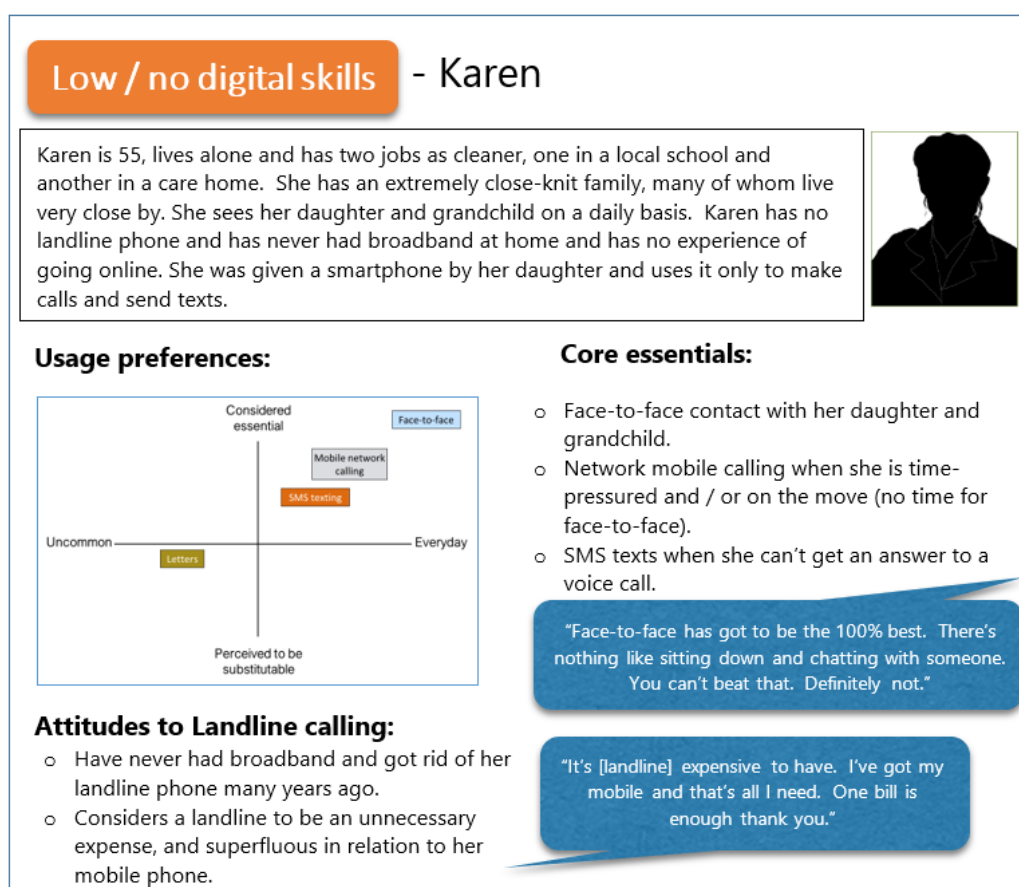 Low / no digital skills - Karen
Karen is 55, lives alone and has two jobs as cleaner, one in a local school and
another in a care home.  She has an extremely close-knit family, many of whom live
very close by. She sees her daughter and grandchild on a daily basis.  Karen has no
landline phone and has never had broadband at home and has no experience of
going online. She was given a smartphone by her daughter and uses it only to make
calls and send texts.
Usage preferences:
Considered
essential
Face-to-face
Mobile network
calling
SMS texting
Uncommon
Everyday
Letters
Perceived to be
substitutable
Core essentials:
o Face-to-face contact with her daughter and
grandchild.
o Network mobile calling when she is time-
pressured and / or on the move (no time for
face-to-face).
o SMS texts when she can’t get an answer to a
voice call.
“Face-to-face has got to be the 100% best.  There’s
nothing like sitting down and chatting with someone.
You can’t beat that.  Definitely not.”
Attitudes to Landline calling:
o Have never had broadband and got rid of her
landline phone many years ago.
o Considers a landline to be an unnecessary
expense, and superfluous in relation to her
mobile phone.
“It’s [landline] expensive to have.  I’ve got my
mobile and that’s all I need.  One bill is
enough thank you.”